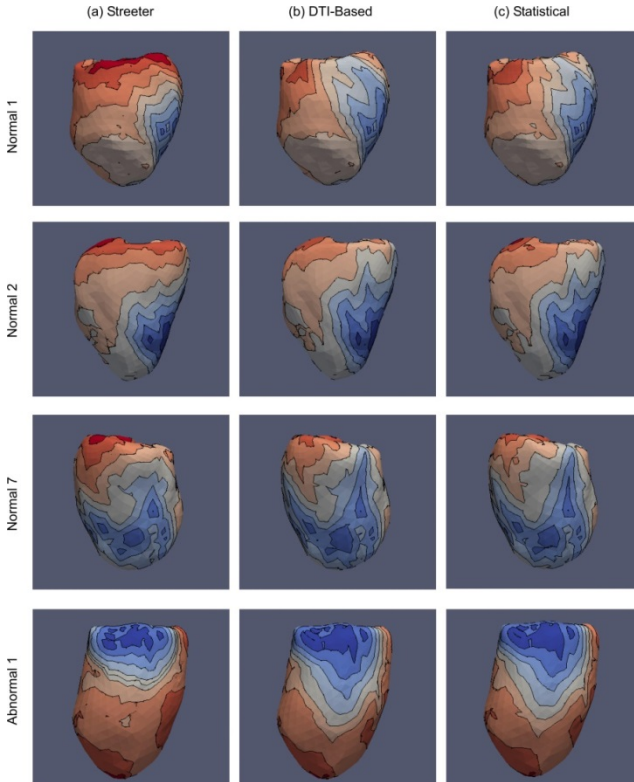 (a) Streeter (b) DTI-Based (c) Statistical
Normal 1
Normal 2
Normal 7
Abnormal 1